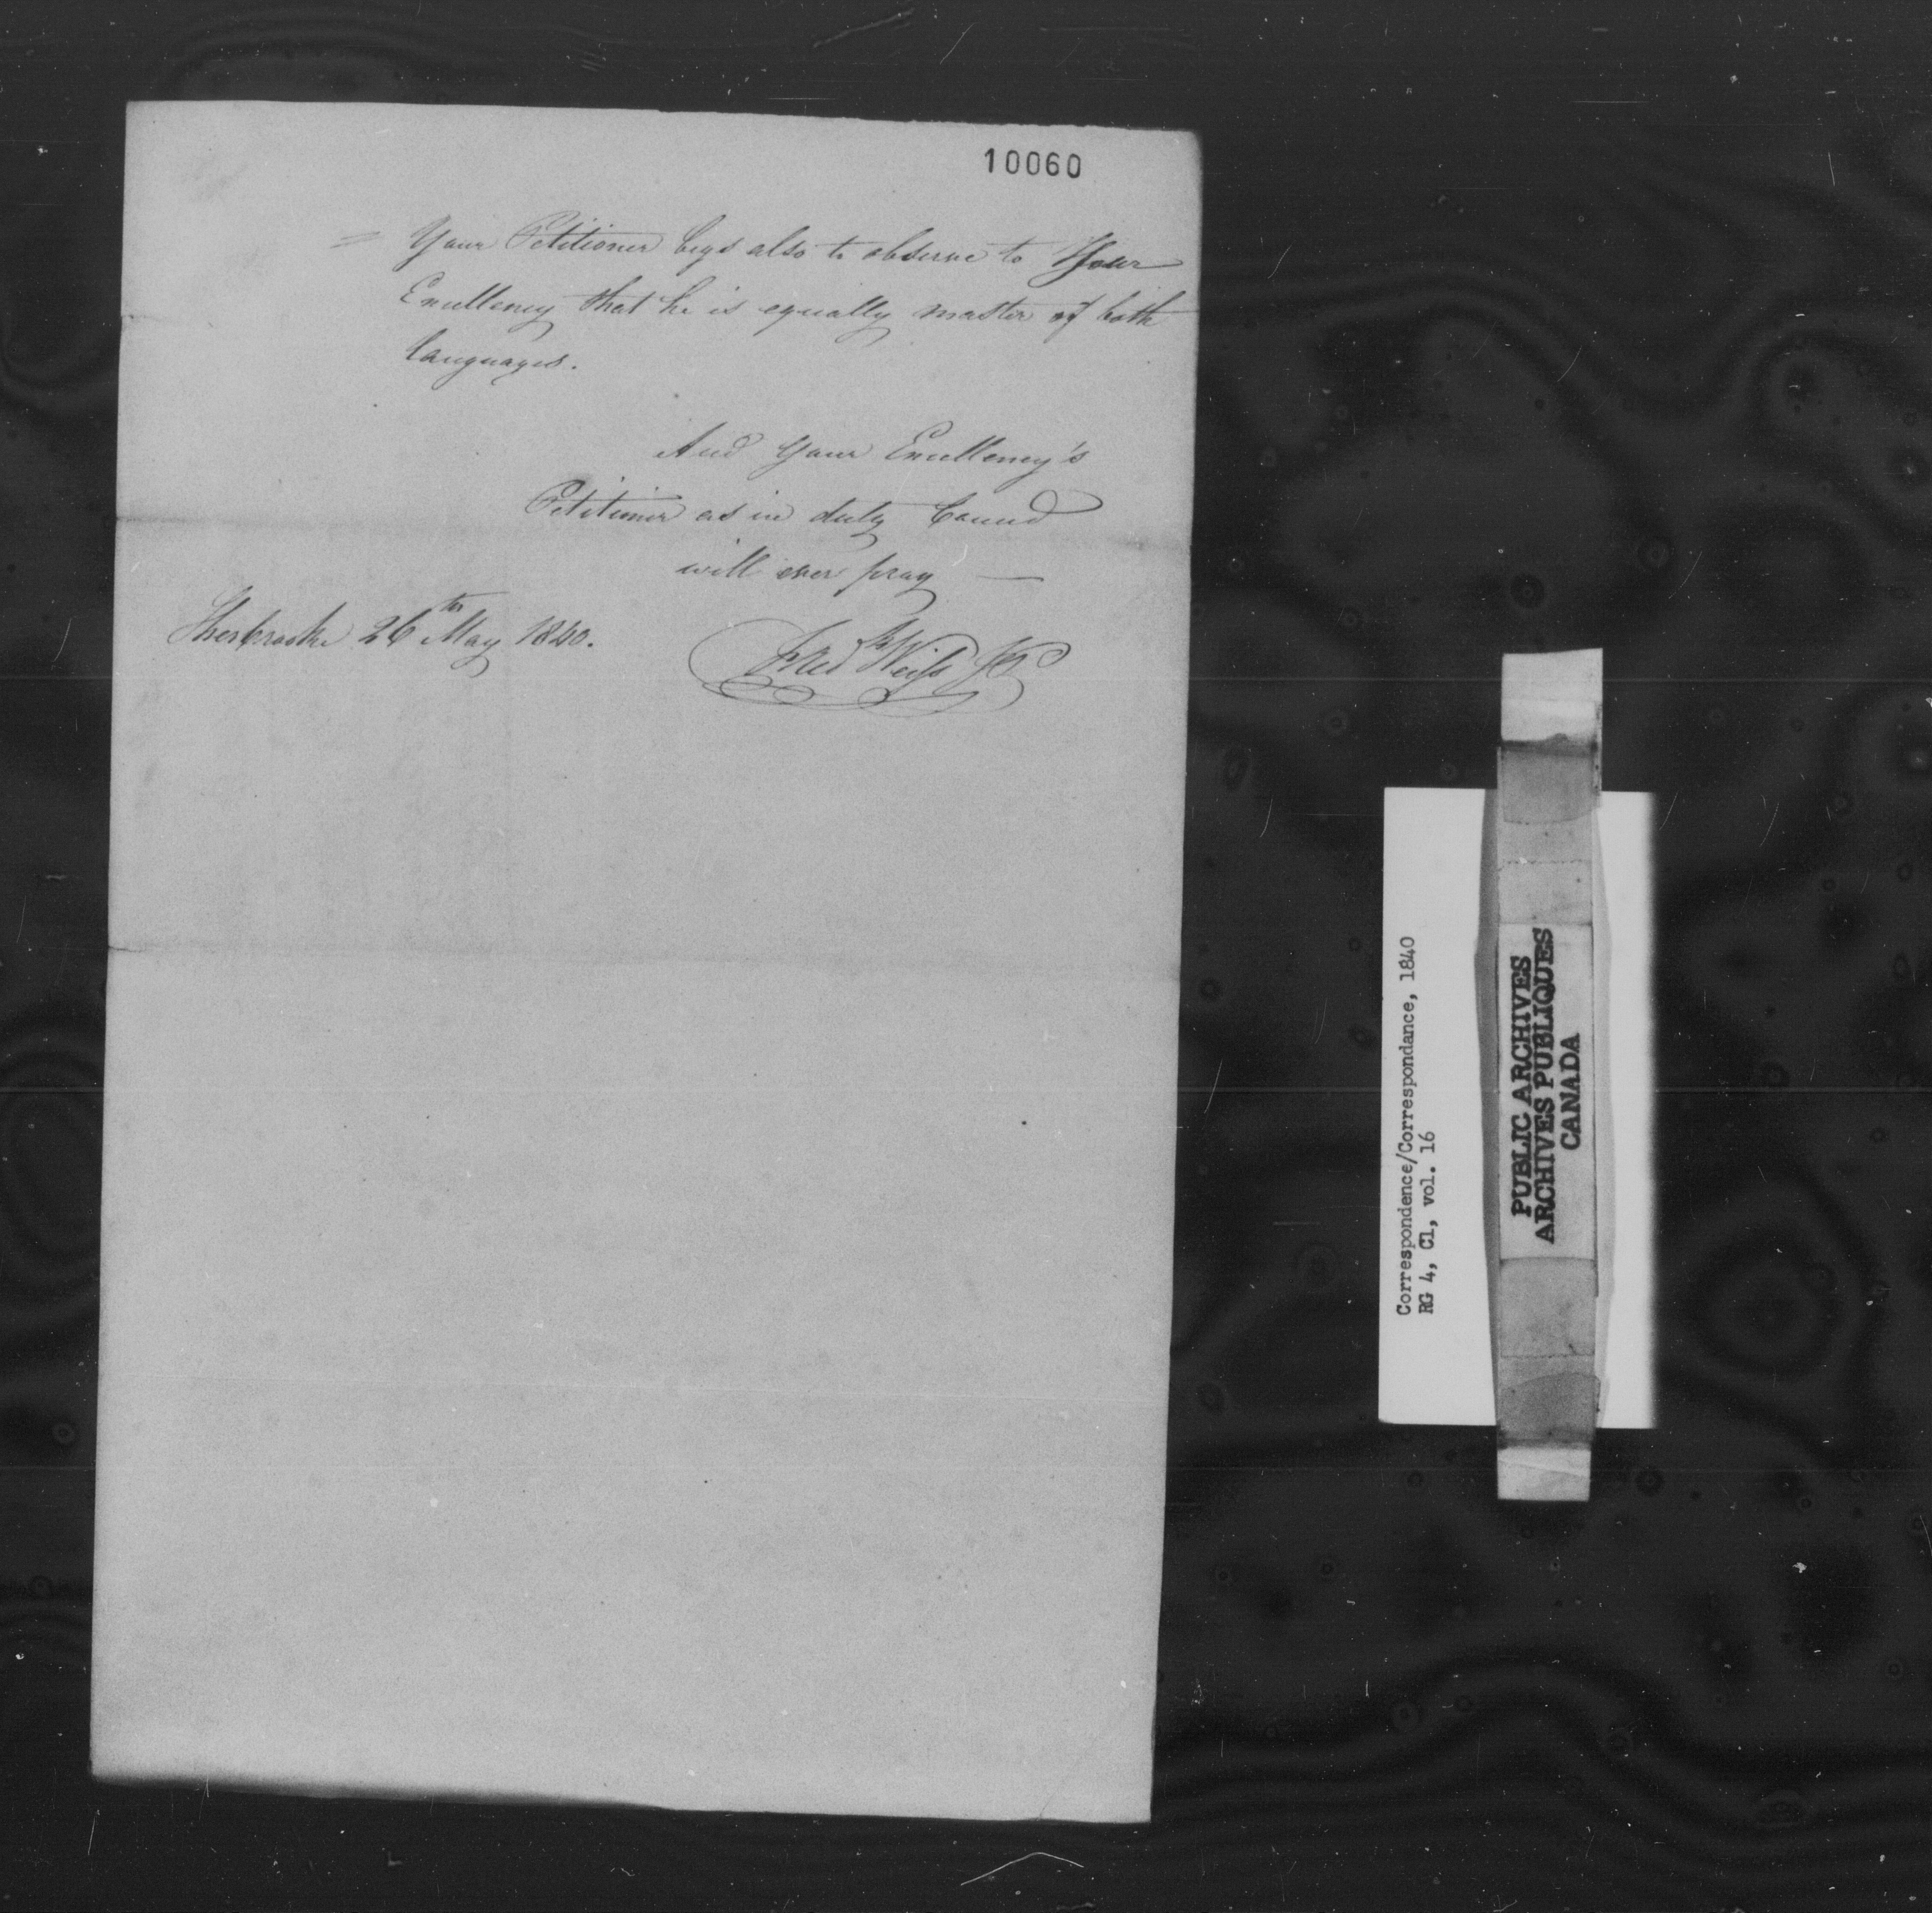 10060
= Your Petitioner begs also to observe to Your
Excellency that he is equally master of both
languages.
And Your Excellency's
Petitioner as in duty bound
will ever pray —
Sherbrooke 26th May 1840.
Fred Weiss
Correspondence/Correspondance, 1840
RG 4, C1, vol. 16
PUBLIC ARCHIVES
ARCHIVES PUBLIQUES
CANADA